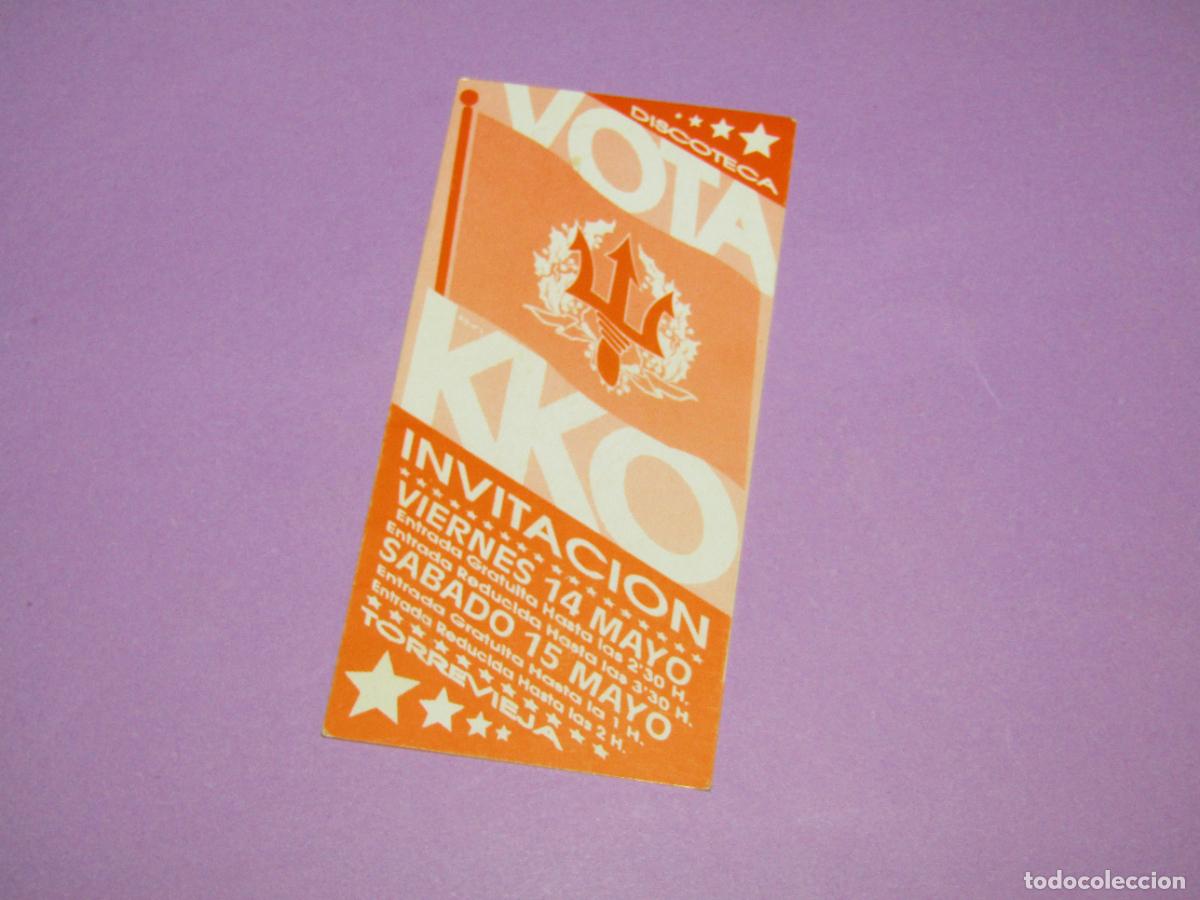 DISCOTECA
VOTA
KKO
INVITACION
VIERNES 14 MAYO
Entrada Gratuita Hasta las 2'30 H.
Entrada Reducida Hasta las 3'30 H.
SABADO 15 MAYO
Entrada Gratuita Hasta la 1 H.
Entrada Reducida Hasta las 2 H.
TORREVIEJA
todocoleccion